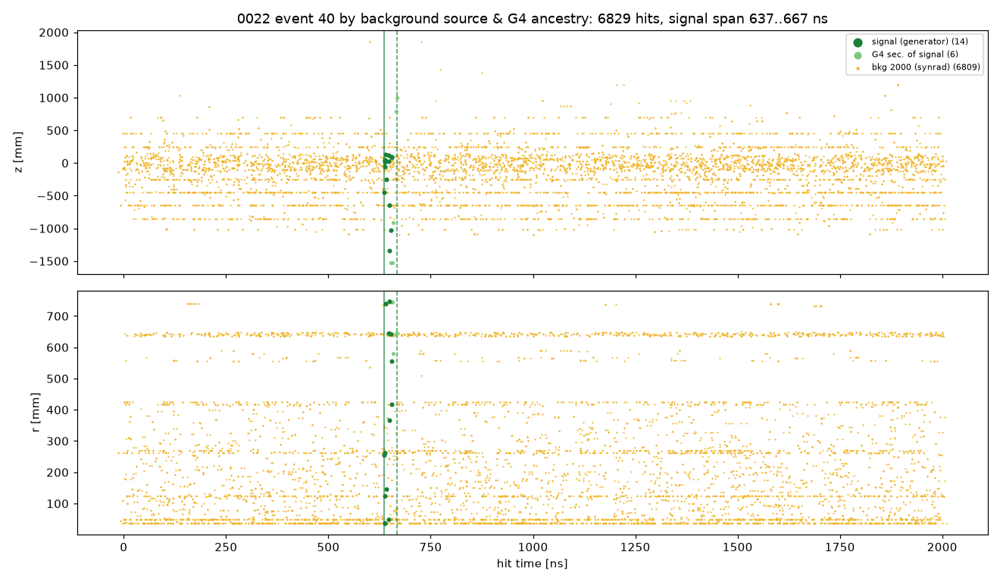 0022 event 40 by background source & G4 ancestry: 6829 hits, signal span 637..667 ns
signal (generator) (14)
G4 sec. of signal (6)
bkg 2000 (synrad) (6809)
z [mm]
2000
1500
1000
500
0
−500
−1000
−1500
r [mm]
700
600
500
400
300
200
100
0 250 500 750 1000 1250 1500 1750 2000
hit time [ns]